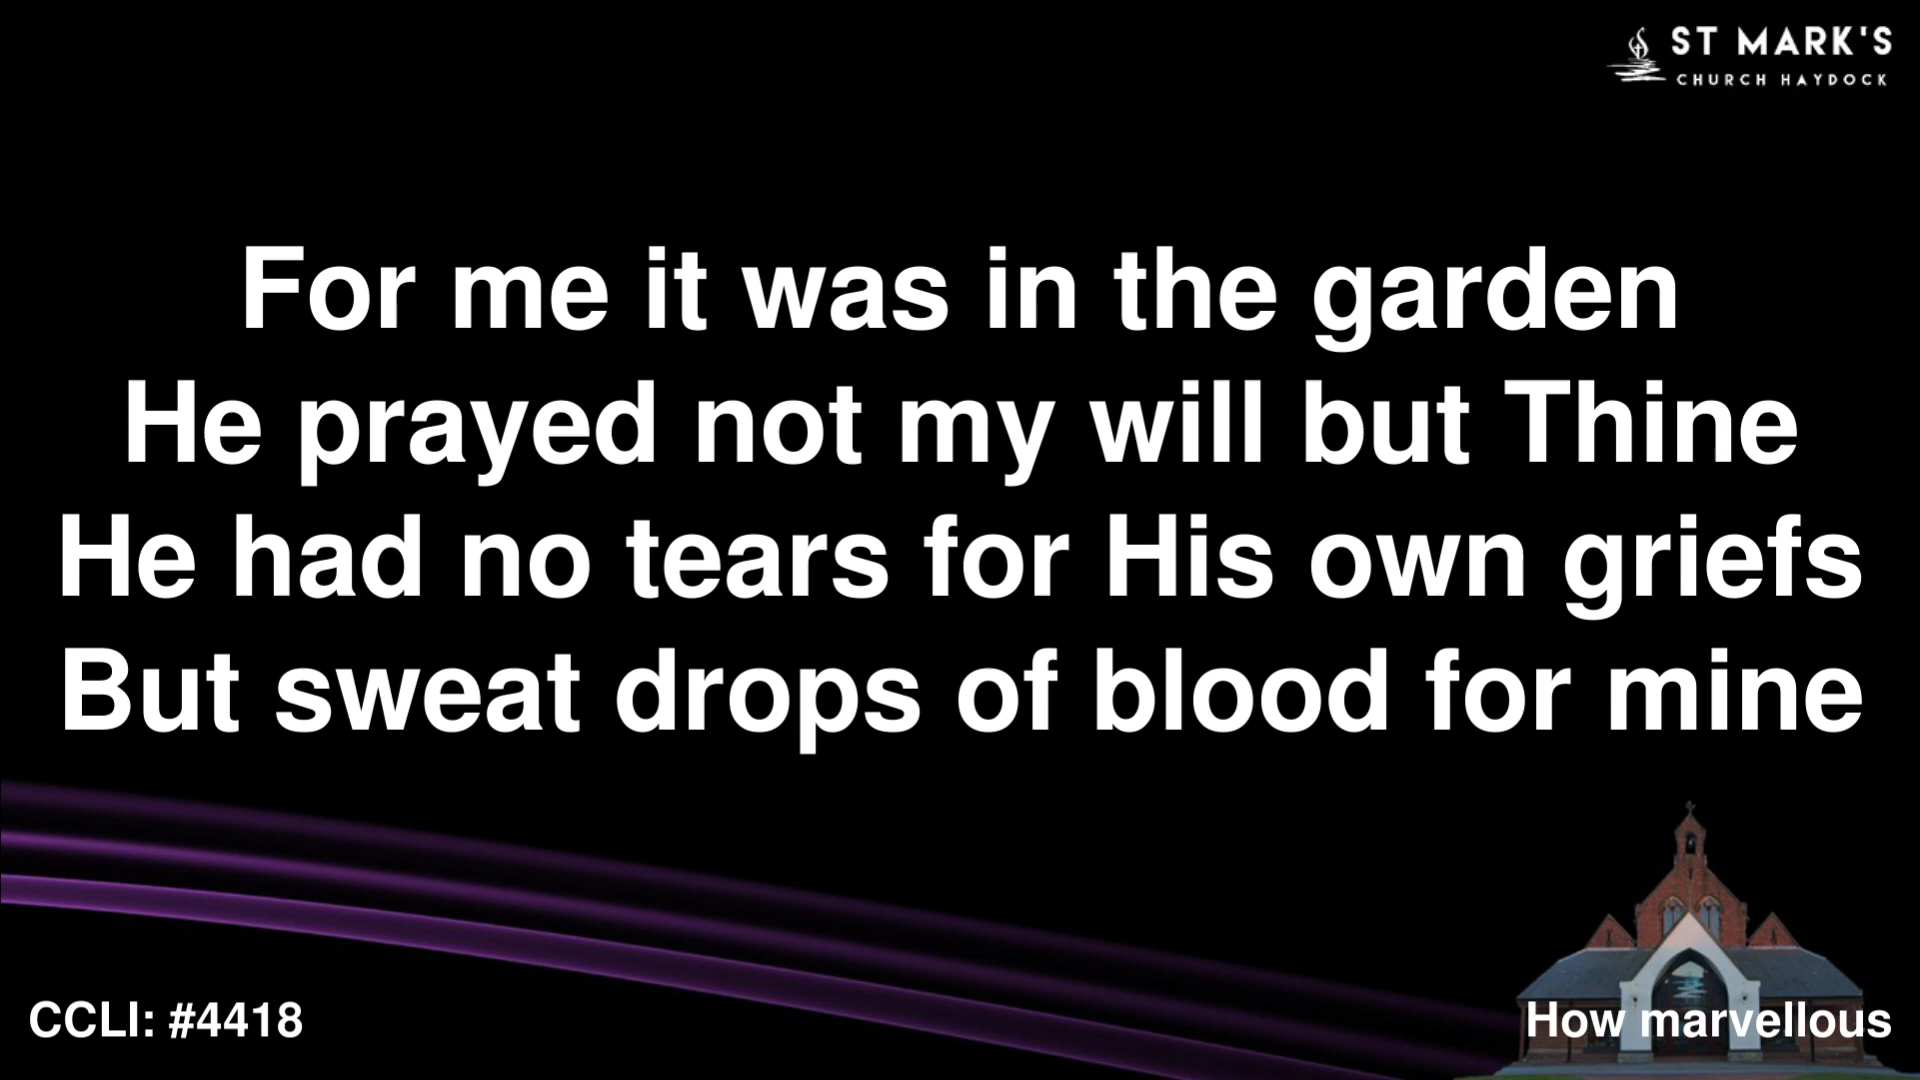 ST MARK'S
CHURCH HAYDOCK
For me it was in the garden
He prayed not my will but Thine
He had no tears for His own griefs
But sweat drops of blood for mine
CCLI: #4418
How marvellous